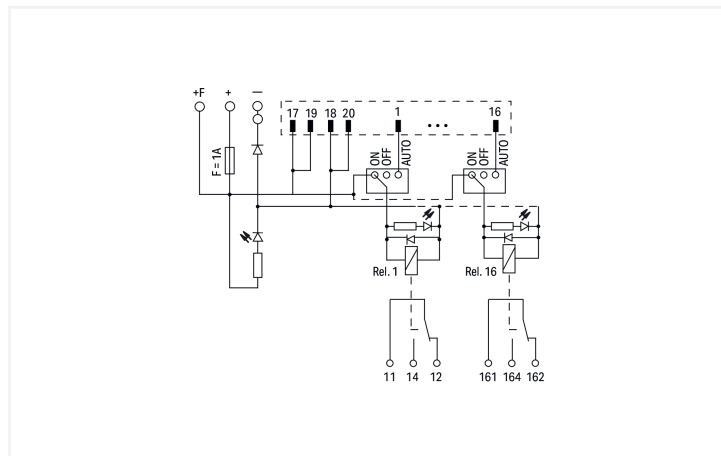 +F + —
17 19 18 20 1 ••• 16
F = 1A
ON OFF AUTO
ON OFF AUTO
Rel. 1
Rel. 16
11 14 12
161 164 162